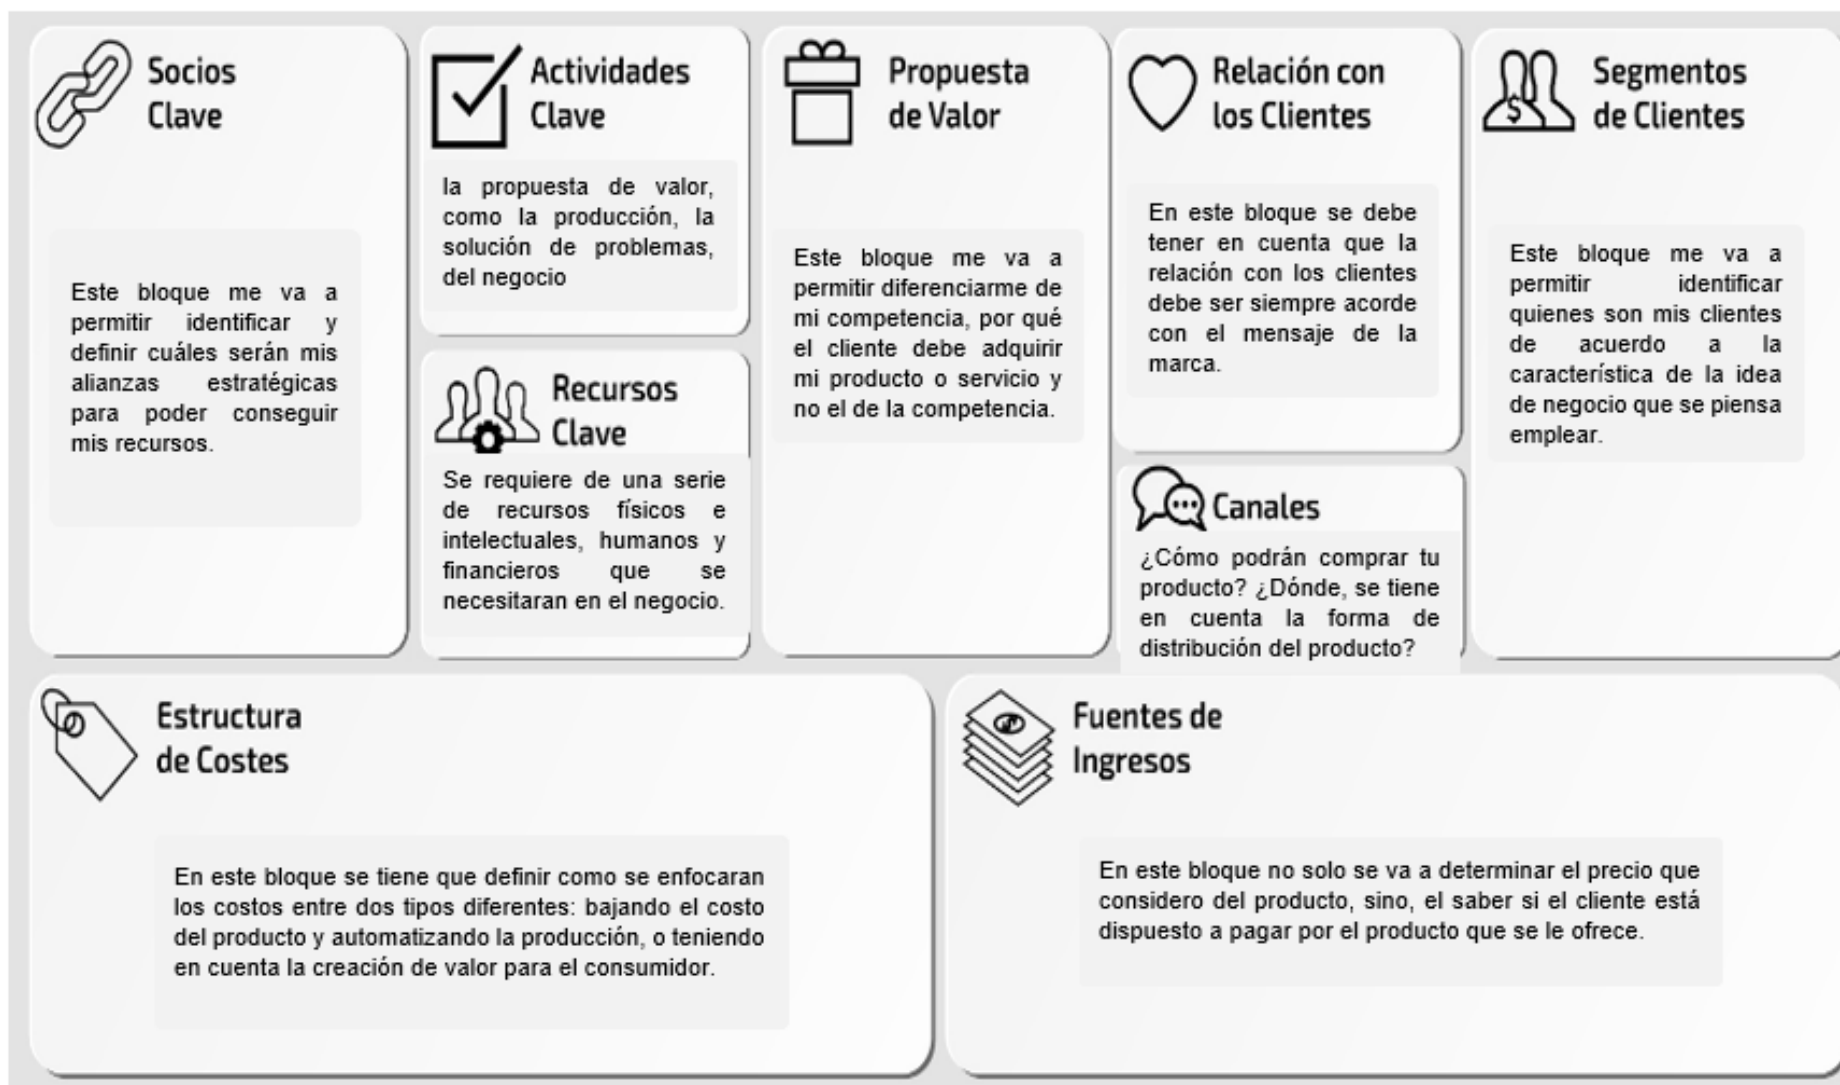 Socios
Clave
Este bloque me va a
permitir identificar y
definir cuáles serán mis
alianzas estratégicas
para poder conseguir
mis recursos.
Actividades
Clave
la propuesta de valor,
como la producción, la
solución de problemas,
del negocio
Recursos
Clave
Se requiere de una serie
de recursos físicos e
intelectuales, humanos y
financieros que se
necesitaran en el negocio.
Propuesta
de Valor
Este bloque me va a
permitir diferenciarme de
mi competencia, por qué
el cliente debe adquirir
mi producto o servicio y
no el de la competencia.
Relación con
los Clientes
En este bloque se debe
tener en cuenta que la
relación con los clientes
debe ser siempre acorde
con el mensaje de la
marca.
Canales
¿Cómo podrán comprar tu
producto? ¿Dónde, se tiene
en cuenta la forma de
distribución del producto?
Segmentos
de Clientes
$
Este bloque me va a
permitir identificar
quienes son mis clientes
de acuerdo a la
característica de la idea
de negocio que se piensa
emplear.
Estructura
de Costes
En este bloque se tiene que definir como se enfocaran
los costos entre dos tipos diferentes: bajando el costo
del producto y automatizando la producción, o teniendo
en cuenta la creación de valor para el consumidor.
Fuentes de
Ingresos
En este bloque no solo se va a determinar el precio que
considero del producto, sino, el saber si el cliente está
dispuesto a pagar por el producto que se le ofrece.